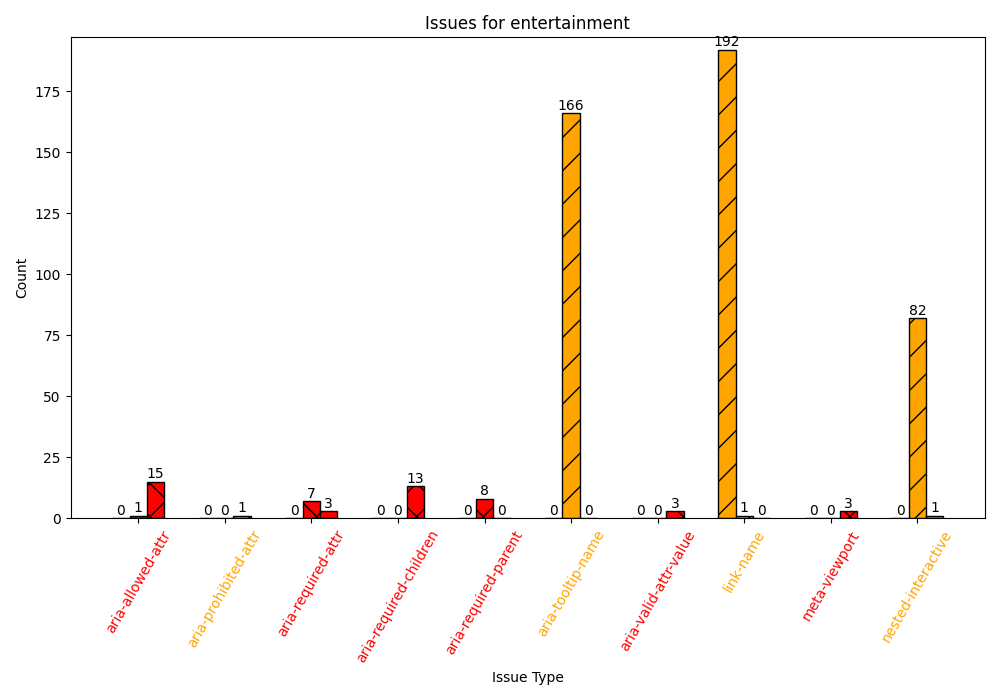 Issues for entertainment
Count
175
150
125
100
75
50
25
0
0 1 15
0 0 1
0 7 3
0 0 13
0 8 0
0 166 0
0 0 3
192 1 0
0 0 3
0 82 1
aria-allowed-attr
aria-prohibited-attr
aria-required-attr
aria-required-children
aria-required-parent
aria-tooltip-name
aria-valid-attr-value
link-name
meta-viewport
nested-interactive
Issue Type